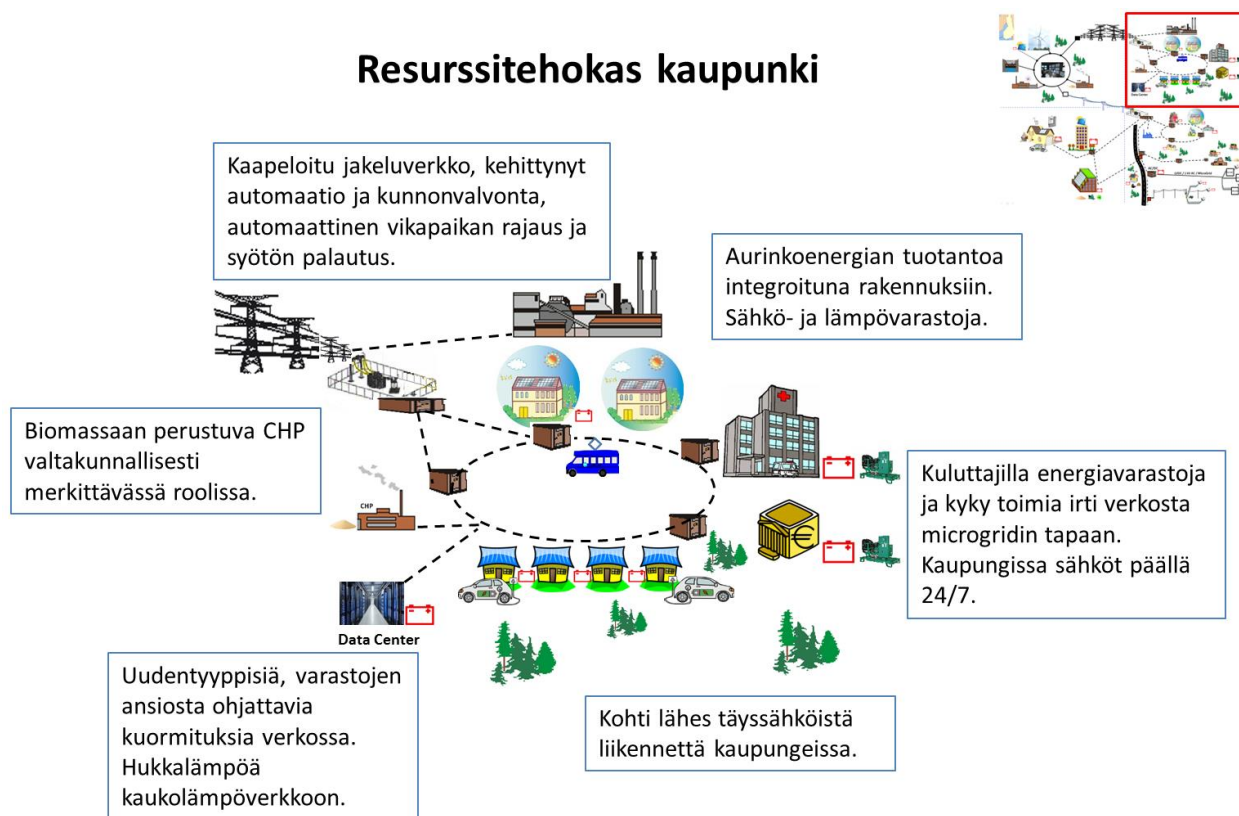 Resurssitehokas kaupunki
Data Center
Kaapeloitu jakeluverkko, kehittynyt
automaatio ja kunnonvalvonta,
automaattinen vikapaikan rajaus ja
syötön palautus.
Aurinkoenergian tuotantoa
integroituna rakennuksiin.
Sähkö- ja lämpövarastoja.
Biomassaan perustuva CHP
valtakunnallisesti
merkittävässä roolissa.
CHP
Kuluttajilla energiavarastoja
ja kyky toimia irti verkosta
microgridin tapaan.
Kaupungissa sähköt päällä
24/7.
€
Data Center
Uudentyyppisiä, varastojen
ansiosta ohjattavia
kuormituksia verkossa.
Hukkalämpöä
kaukolämpöverkkoon.
Kohti lähes täyssähköistä
liikennettä kaupungeissa.